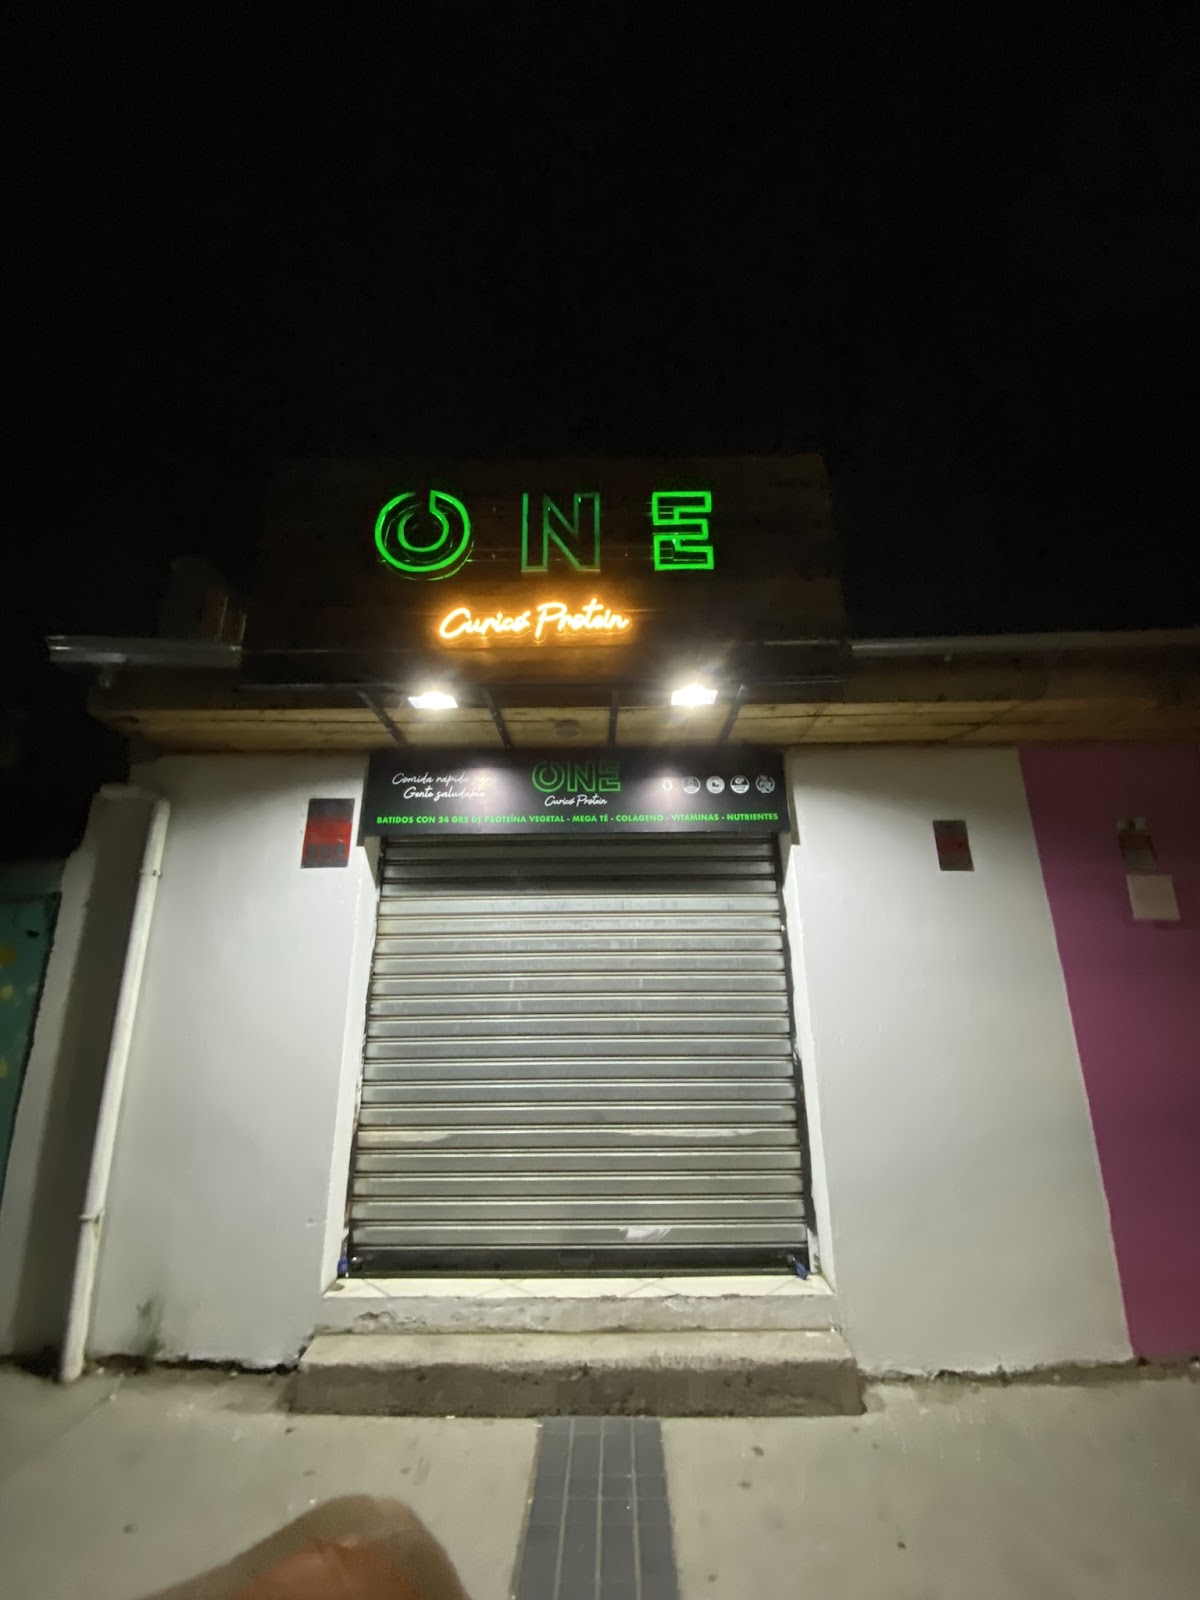 ONE
Curicó Protein
Comida rápida para
Gente saludable
ONE
Curicó Protein
BATIDOS CON 24 GRS DE PROTEÍNA VEGETAL - MEGA TÉ - COLAGENO - VITAMINAS - NUTRIENTES